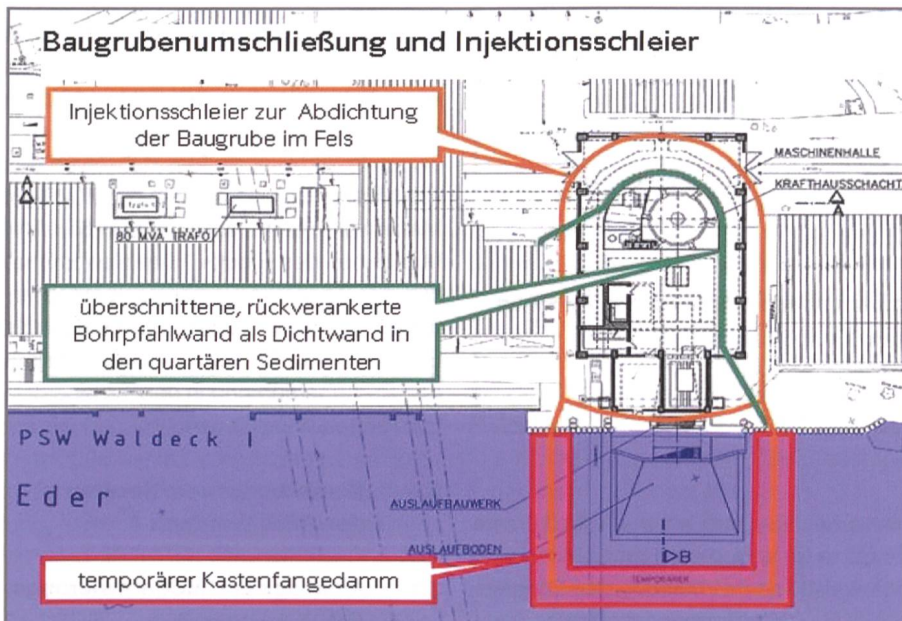 Baugrubenumschließung und Injektionsschleier
Injektionsschleier zur Abdichtung
der Baugrube im Fels
MASCHINENHALLE
KRAFTHAUSSCHACHT
A
A
80 MVA TRAFO
überschnittene, rückverankerte
Bohrpfahlwand als Dichtwand in
den quartären Sedimenten
PSW Waldeck I
Eder
AUSLAUFBAUWERK
AUSLAUFBODEN
B
temporärer Kastenfangedamm
TEMPORÄRER